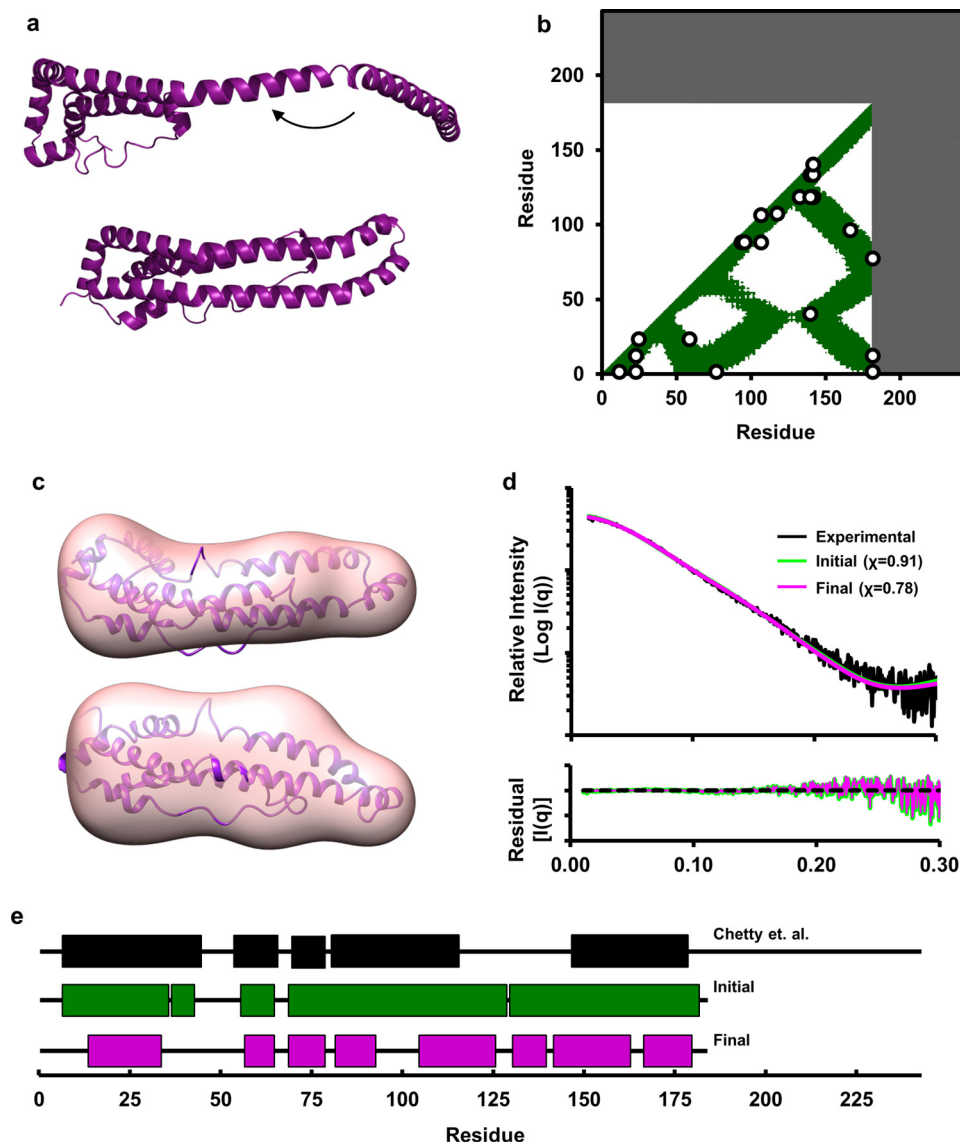 a
b
200
150
100
50
0
Residue
0
50
100
150
200
Residue
c
d
Relative Intensity
(Log I(q))
Experimental
Initial (χ=0.91)
Final (χ=0.78)
Residual
[I(q)]
0.00
0.10
0.20
0.30
e
Chetty et. al.
Initial
Final
0
25
50
75
100
125
150
175
200
225
Residue